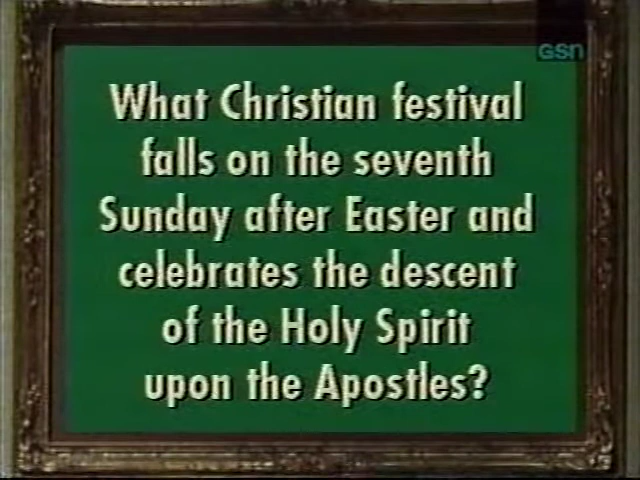 GSN
What Christian festival
falls on the seventh
Sunday after Easter and
celebrates the descent
of the Holy Spirit
upon the Apostles?